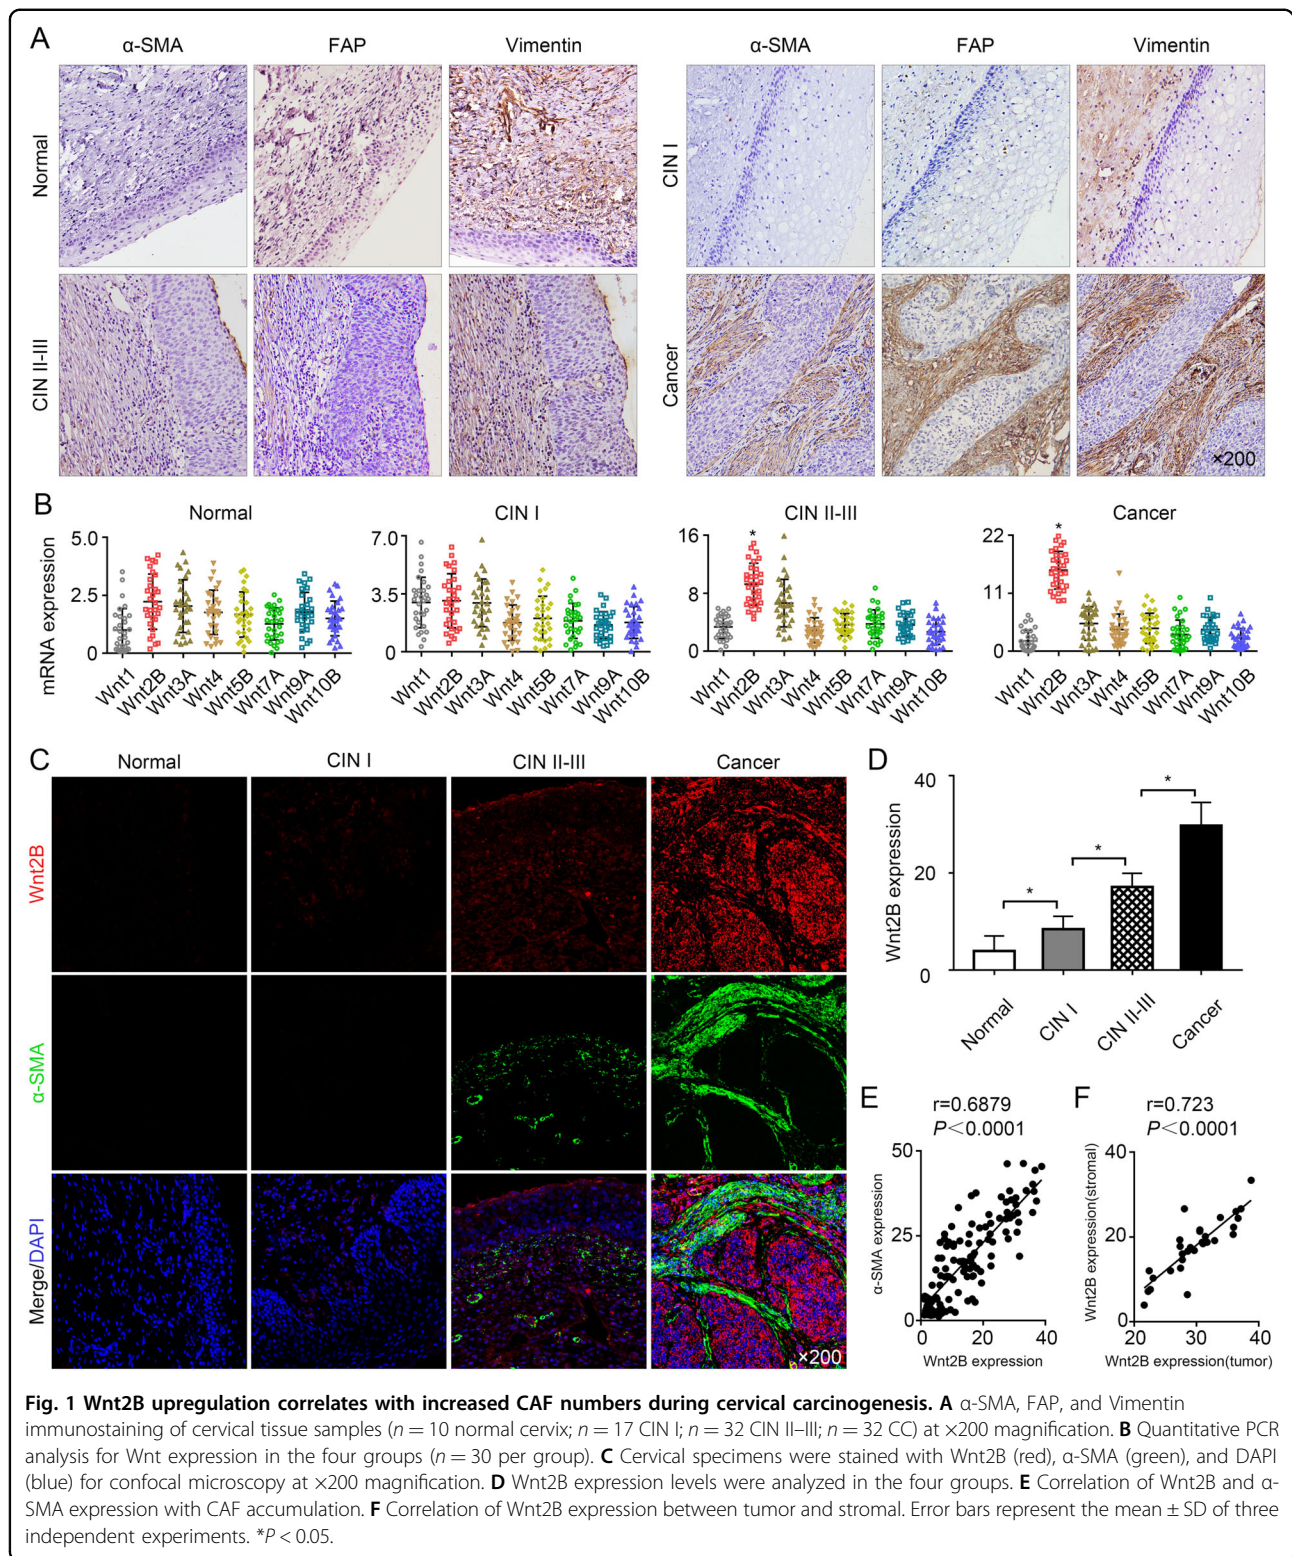 A
α-SMA FAP Vimentin α-SMA FAP Vimentin
Normal
CIN I
CIN II-III
Cancer
×200
B
mRNA expression
Normal
5.0
2.5
0
Wnt1 Wnt2B Wnt3A Wnt4 Wnt5B Wnt7A Wnt9A Wnt10B
CIN I
7.0
3.5
0
Wnt1 Wnt2B Wnt3A Wnt4 Wnt5B Wnt7A Wnt9A Wnt10B
CIN II-III
16
8
0
*
Wnt1 Wnt2B Wnt3A Wnt4 Wnt5B Wnt7A Wnt9A Wnt10B
Cancer
22
11
0
*
Wnt1 Wnt2B Wnt3A Wnt4 Wnt5B Wnt7A Wnt9A Wnt10B
C
Normal CIN I CIN II-III Cancer
Wnt2B
α-SMA
Merge/DAPI
×200
D
Wnt2B expression
40
20
0
* * *
Normal CIN I CIN II-III Cancer
E
r=0.6879
P<0.0001
α-SMA expression
50
25
0
0 20 40
Wnt2B expression
F
r=0.723
P<0.0001
Wnt2B expression(stromal)
40
20
0
20 30 40
Wnt2B expression(tumor)
Fig. 1 Wnt2B upregulation correlates with increased CAF numbers during cervical carcinogenesis. A α-SMA, FAP, and Vimentin
immunostaining of cervical tissue samples (n = 10 normal cervix; n = 17 CIN I; n = 32 CIN II–III; n = 32 CC) at ×200 magnification. B Quantitative PCR
analysis for Wnt expression in the four groups (n = 30 per group). C Cervical specimens were stained with Wnt2B (red), α-SMA (green), and DAPI
(blue) for confocal microscopy at ×200 magnification. D Wnt2B expression levels were analyzed in the four groups. E Correlation of Wnt2B and α-
SMA expression with CAF accumulation. F Correlation of Wnt2B expression between tumor and stromal. Error bars represent the mean ± SD of three
independent experiments. *P < 0.05.